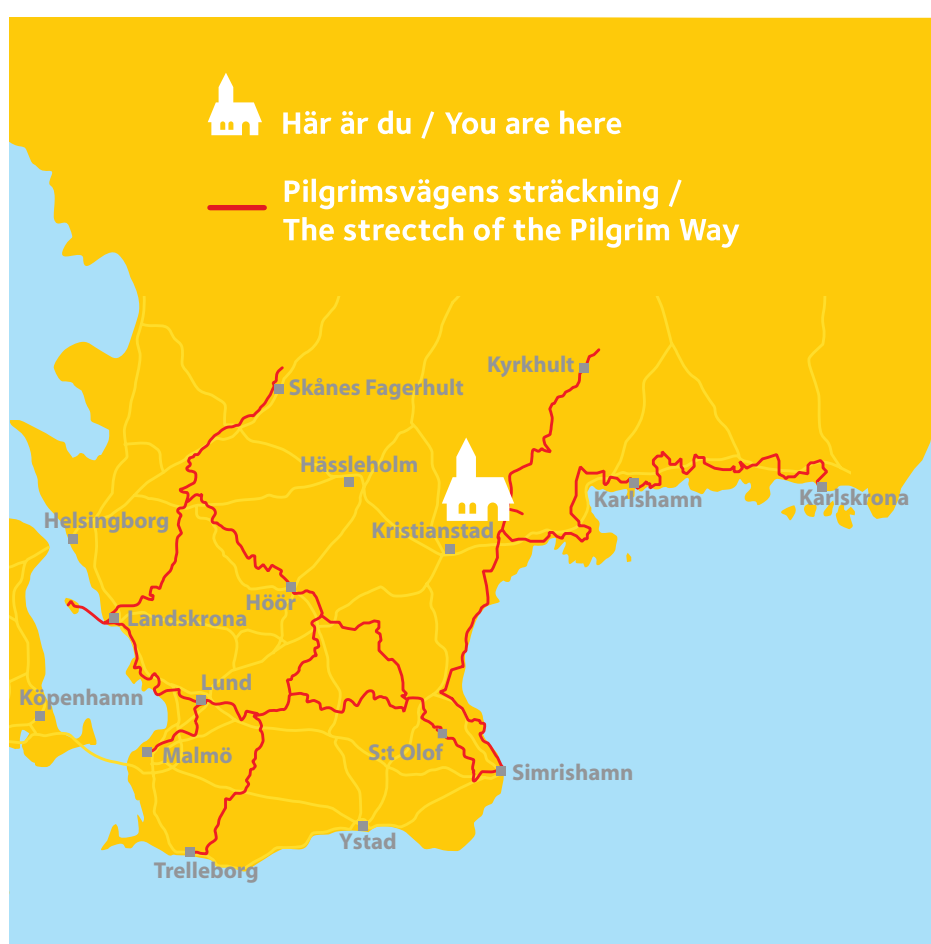 Här är du / You are here
Pilgrimsvägens sträckning /
The strectch of the Pilgrim Way
Kyrkhult
Skånes Fagerhult
Hässleholm
Karlshamn
Karlskrona
Helsingborg
Kristianstad
Höör
Landskrona
Lund
Köpenhamn
Malmö
S:t Olof
Simrishamn
Ystad
Trelleborg